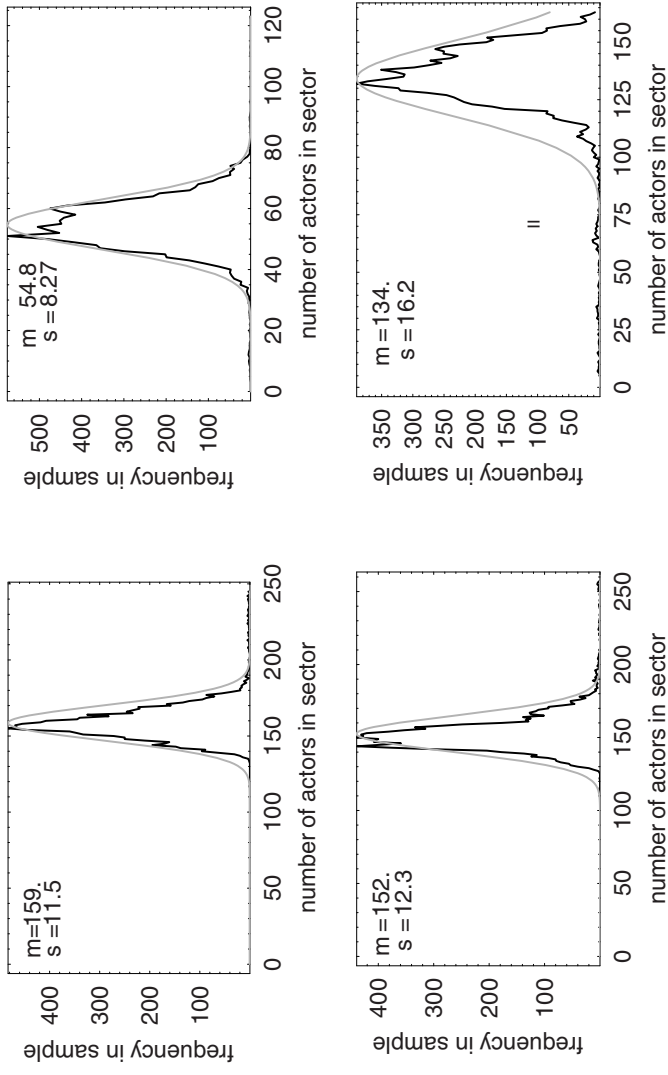 frequency in sample
400
300
200
100
m=159.
s =11.5
0 50 100 150 200 250
number of actors in sector
frequency in sample
500
400
300
200
100
m 54.8
s = 8.27
0 20 40 60 80 100 120
number of actors in sector
frequency in sample
400
300
200
100
m = 152.
s = 12.3
0 50 100 150 200 250
number of actors in sector
frequency in sample
350
300
250
200
150
100
50
m = 134.
s = 16.2
=
0 25 50 75 100 125 150
number of actors in sector